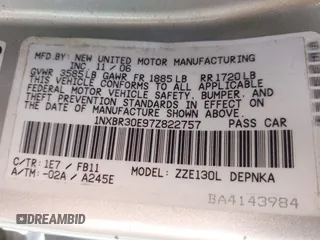 MFD. BY: NEW UNITED MOTOR MANUFACTURING
INC. 11/06
GVWR 3585LB GAWR FR 1885LB RR 1720LB
THIS VEHICLE CONFORMS TO ALL APPLICABLE
FEDERAL MOTOR VEHICLE SAFETY, BUMPER, AND
THEFT PREVENTION STANDARDS IN EFFECT ON
THE DATE OF MANUFACTURE SHOWN ABOVE.
1NXBR30E97Z822757 PASS CAR
C/TR: 1E7 / FB11
A/TM: -02A / A245E
MODEL: ZZE130L DEPNKA
BA4143984
DREAMBID